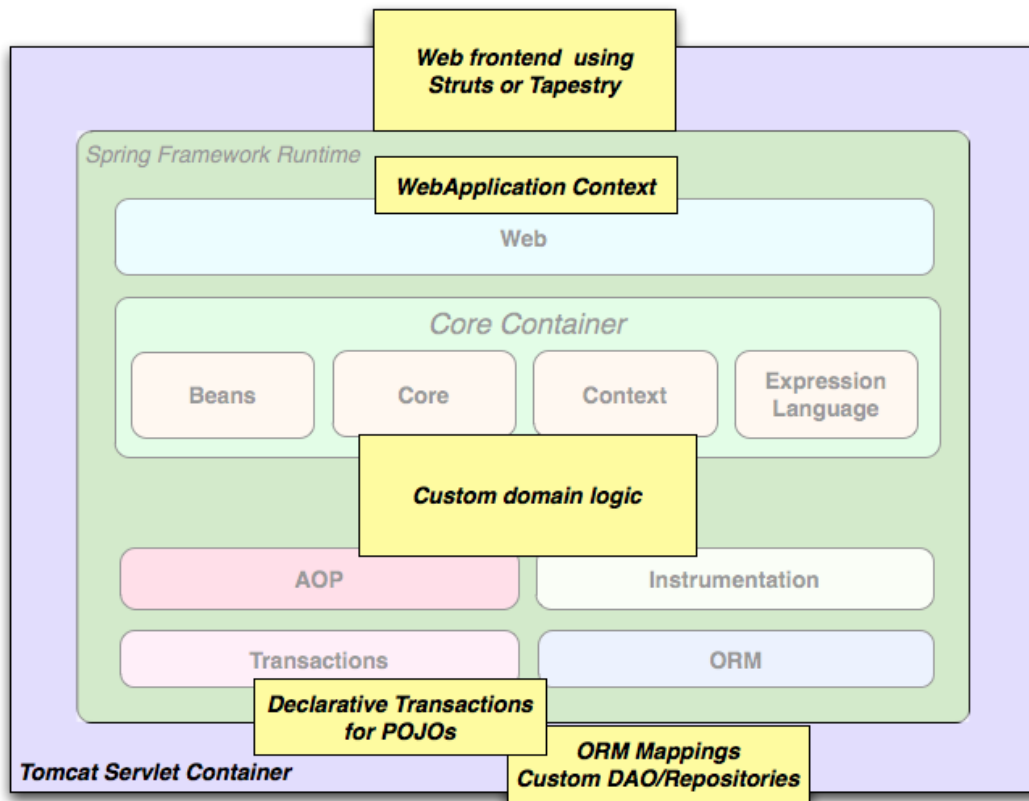 Web frontend using
Struts or Tapestry
Spring Framework Runtime
WebApplication Context
Web
Core Container
Beans
Core
Context
Expression
Language
Custom domain logic
AOP
Instrumentation
Transactions
ORM
Declarative Transactions
for POJOs
ORM Mappings
Custom DAO/Repositories
Tomcat Servlet Container